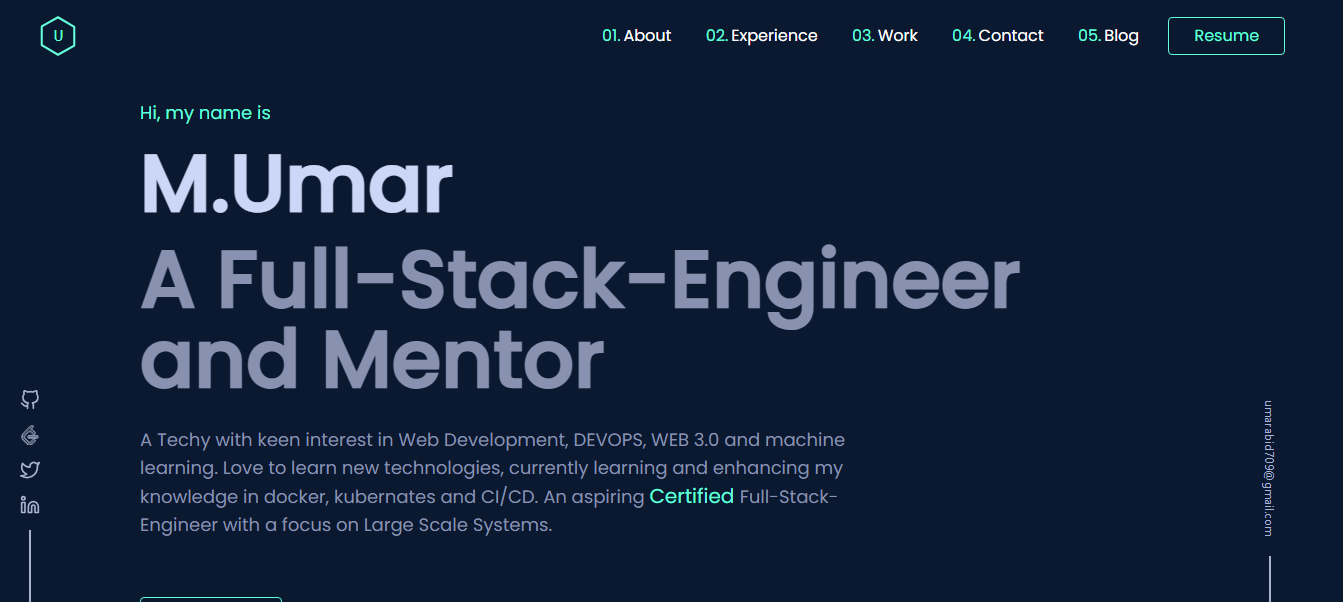 U
01. About 02. Experience 03. Work 04. Contact 05. Blog Resume
Hi, my name is
M.Umar
A Full-Stack-Engineer
and Mentor
A Techy with keen interest in Web Development, DEVOPS, WEB 3.0 and machine
learning. Love to learn new technologies, currently learning and enhancing my
knowledge in docker, kubernates and CI/CD. An aspiring Certified Full-Stack-
Engineer with a focus on Large Scale Systems.
umarabid709@gmail.com